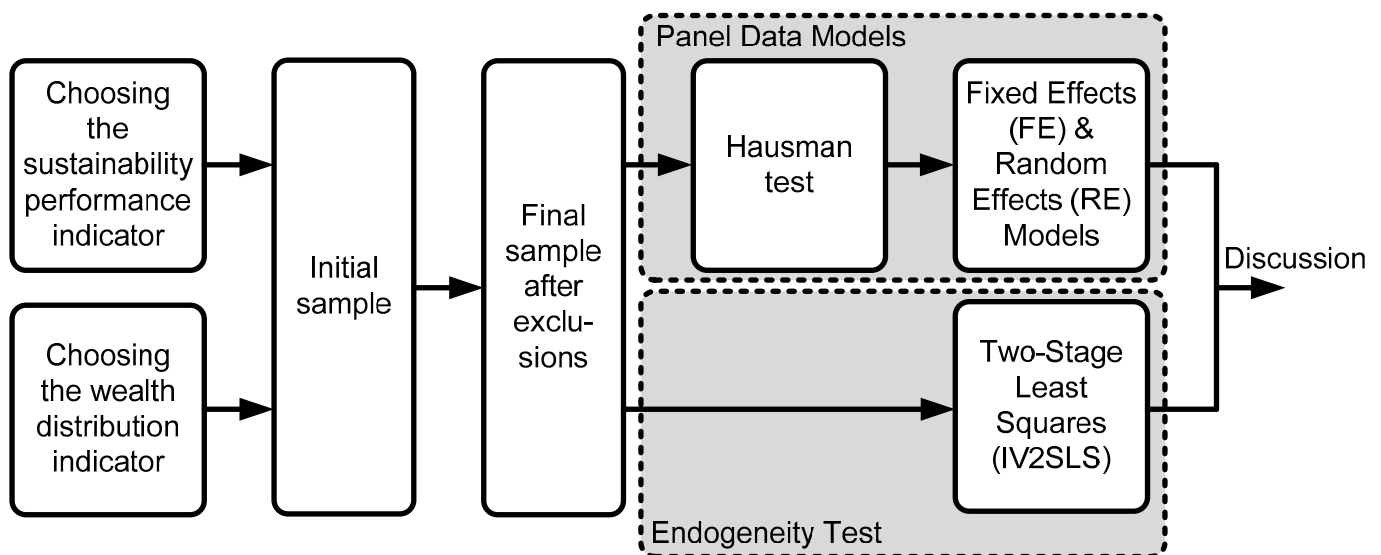 Choosing
the
sustainability
performance
indicator
Choosing
the wealth
distribution
indicator
Initial
sample
Final
sample
after
exclu-
sions
Panel Data Models
Hausman
test
Fixed Effects
(FE) &
Random
Effects (RE)
Models
Two-Stage
Least
Squares
(IV2SLS)
Endogeneity Test
Discussion